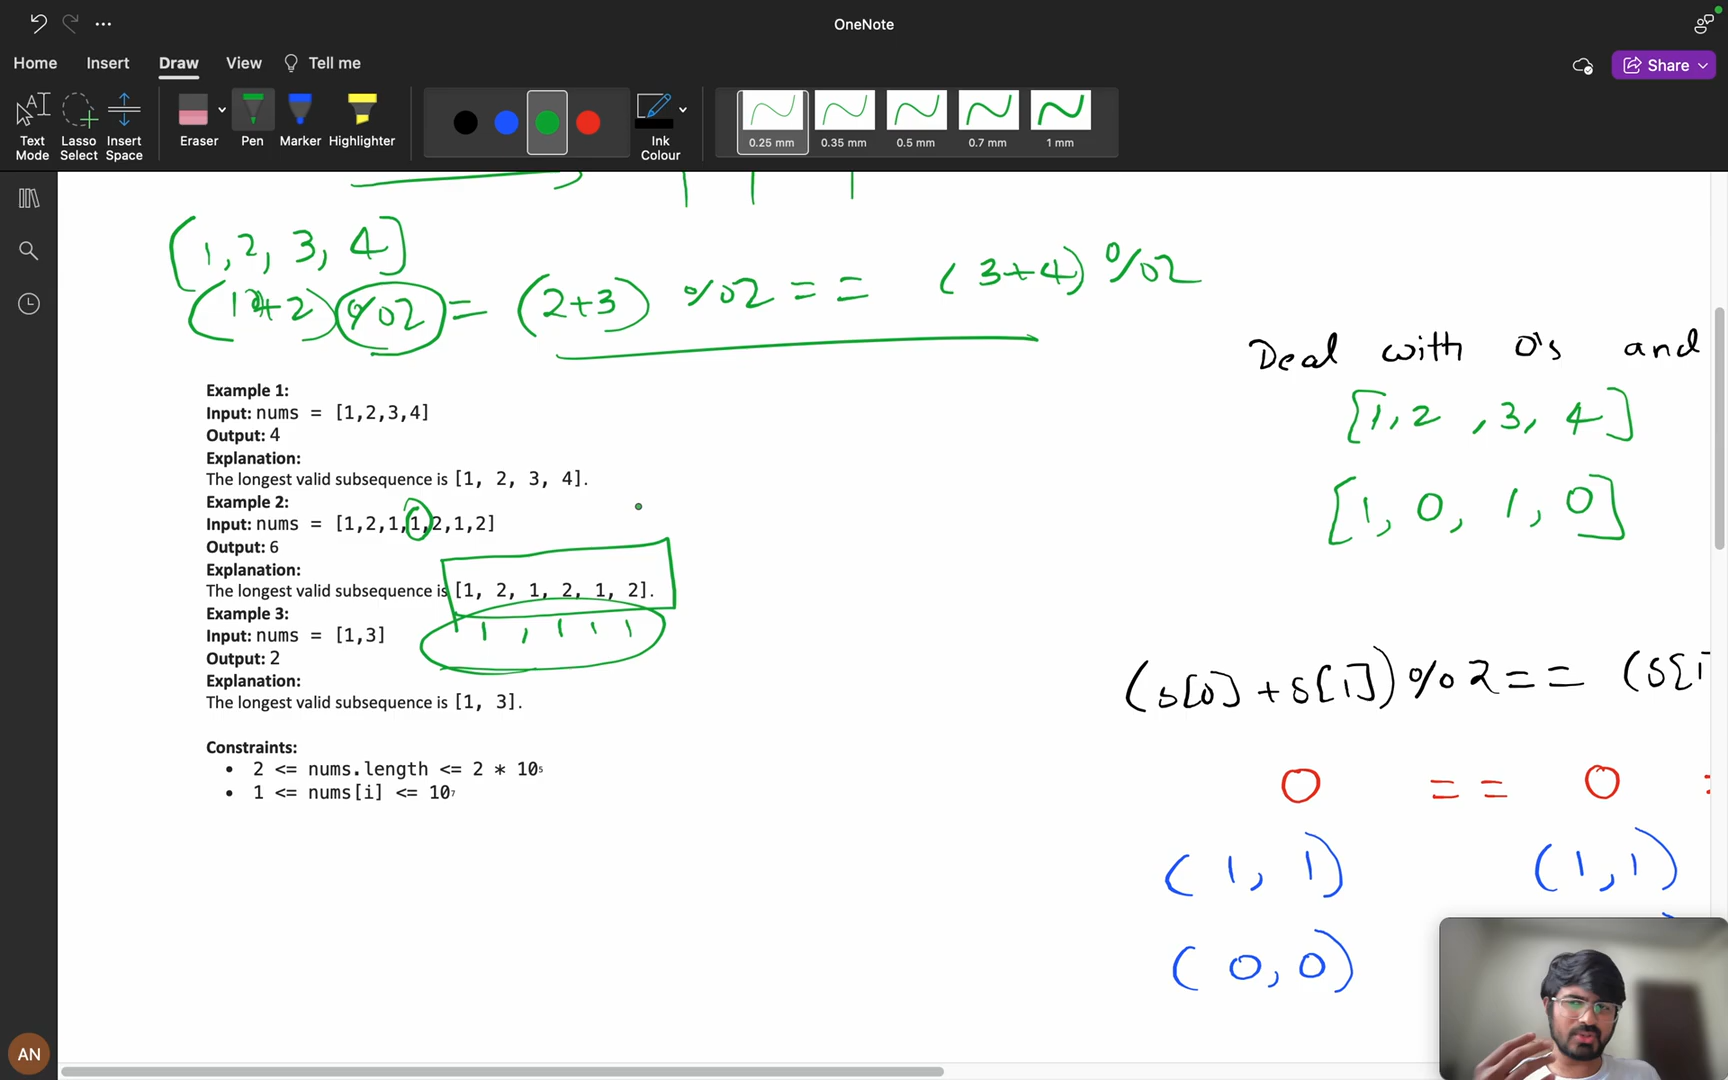 OneNote
Home Insert Draw View Tell me
Share
Text Mode
Lasso Select
Insert Space
Eraser
Pen
Marker
Highlighter
Ink Colour
0.25 mm
0.35 mm
0.5 mm
0.7 mm
1 mm
[1, 2, 3, 4]
(1+2) %2 = (2+3) %2 == (3+4) %2
Example 1:
Input: nums = [1,2,3,4]
Output: 4
Explanation:
The longest valid subsequence is [1, 2, 3, 4].
Example 2:
Input: nums = [1,2,1,1,2,1,2]
Output: 6
Explanation:
The longest valid subsequence is [1, 2, 1, 2, 1, 2].
Example 3:
Input: nums = [1,3]
Output: 2
Explanation:
The longest valid subsequence is [1, 3].
Constraints:
• 2 <= nums.length <= 2 * 10⁵
• 1 <= nums[i] <= 10⁷
Deal with 0's and
[1, 2, 3, 4]
[1, 0, 1, 0]
(s[0] + s[1]) %2 == (s[1
0 == 0 =
(1, 1) (1, 1)
(0, 0)
AN